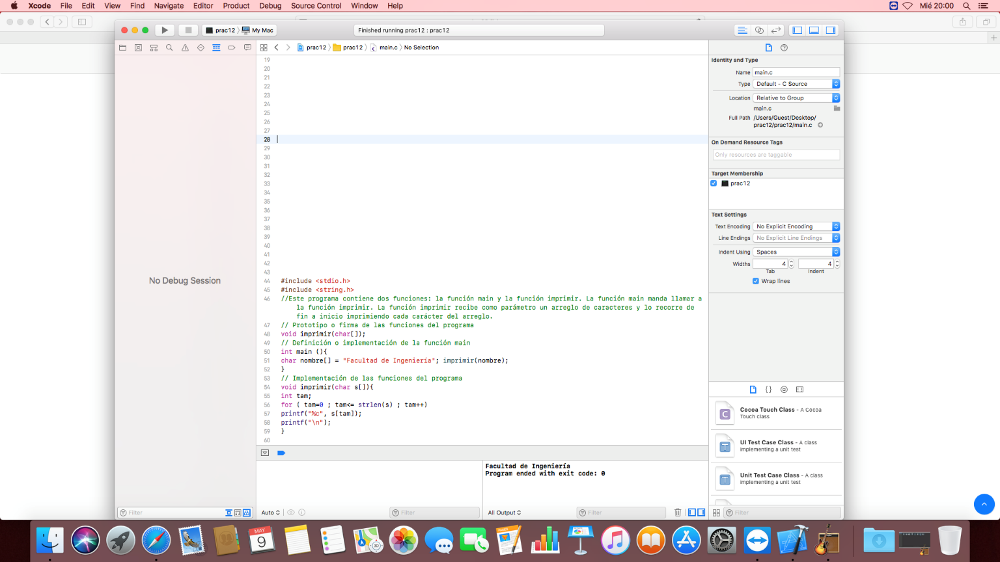 Xcode File Edit View Find Navigate Editor Product Debug Source Control Window Help Mié 20:00
prac12 My Mac Finished running prac12 : prac12
prac12 prac12 main.c No Selection
19
20
21
22
23
24
25
26
27
28
29
30
31
32
33
34
35
36
37
38
39
40
41
42
43
44 #include <stdio.h>
45 #include <string.h>
46 //Este programa contiene dos funciones: la función main y la función imprimir. La función main manda llamar a
la función imprimir. La función imprimir recibe como parámetro un arreglo de caracteres y lo recorre de
fin a inicio imprimiendo cada carácter del arreglo.
47 // Prototipo o firma de las funciones del programa
48 void imprimir(char[]);
49 // Definición o implementación de la función main
50 int main (){
51 char nombre[] = "Facultad de Ingeniería"; imprimir(nombre);
52 }
53 // Implementación de las funciones del programa
54 void imprimir(char s[]){
55 int tam;
56 for ( tam=0 ; tam<= strlen(s) ; tam++)
57 printf("%c", s[tam]);
58 printf("\n");
59 }
60
No Debug Session
Filter
Auto
Filter
Facultad de Ingeniería
Program ended with exit code: 0
All Output
Filter
Identity and Type
Name main.c
Type Default - C Source
Location Relative to Group
main.c
Full Path /Users/Guest/Desktop/
prac12/prac12/main.c
On Demand Resource Tags
Only resources are taggable
Target Membership
prac12
Text Settings
Text Encoding No Explicit Encoding
Line Endings No Explicit Line Endings
Indent Using Spaces
Widths 4 4
Tab Indent
Wrap lines
{ }
C
Cocoa Touch Class - A Cocoa
Touch class
T
UI Test Case Class - A class
implementing a unit test
T
Unit Test Case Class - A class
implementing a unit test
Filter
MAY
9